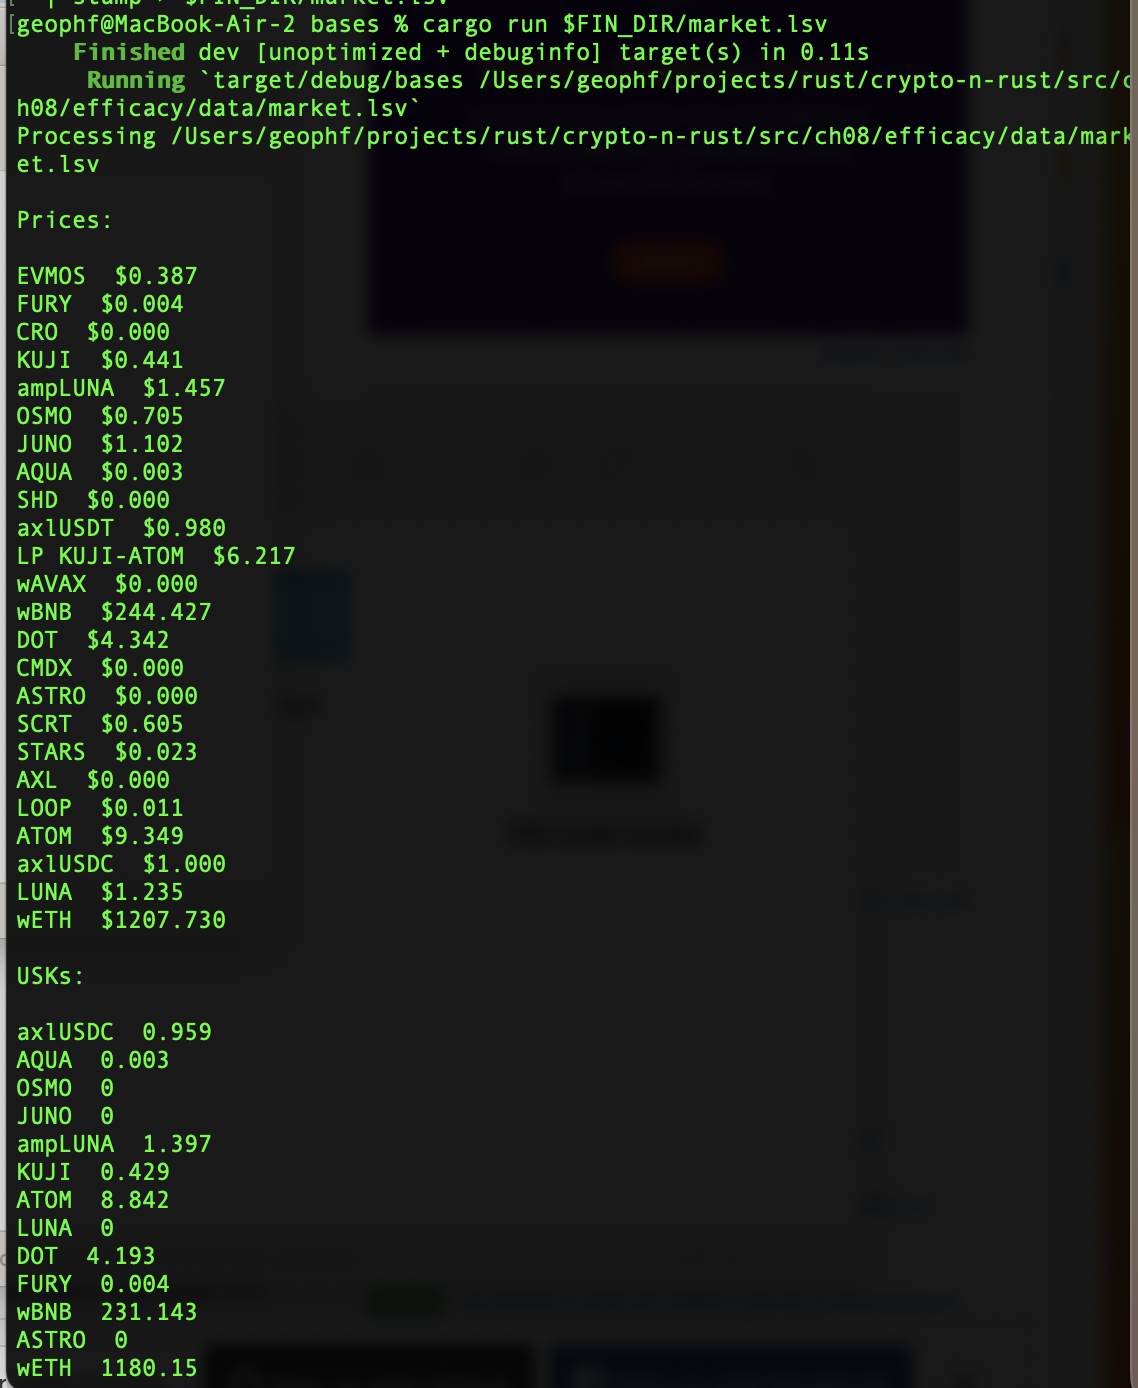 | stamp > $FIN_DIR/market.lsv
[geophf@MacBook-Air-2 bases % cargo run $FIN_DIR/market.lsv
Finished dev [unoptimized + debuginfo] target(s) in 0.11s
Running `target/debug/bases /Users/geophf/projects/rust/crypto-n-rust/src/c
h08/efficacy/data/market.lsv`
Processing /Users/geophf/projects/rust/crypto-n-rust/src/ch08/efficacy/data/mark
et.lsv
Prices:
EVMOS  $0.387
FURY  $0.004
CRO  $0.000
KUJI  $0.441
ampLUNA  $1.457
OSMO  $0.705
JUNO  $1.102
AQUA  $0.003
SHD  $0.000
axlUSDT  $0.980
LP KUJI-ATOM  $6.217
wAVAX  $0.000
wBNB  $244.427
DOT  $4.342
CMDX  $0.000
ASTRO  $0.000
SCRT  $0.605
STARS  $0.023
AXL  $0.000
LOOP  $0.011
ATOM  $9.349
axlUSDC  $1.000
LUNA  $1.235
wETH  $1207.730
USKs:
axlUSDC  0.959
AQUA  0.003
OSMO  0
JUNO  0
ampLUNA  1.397
KUJI  0.429
ATOM  8.842
LUNA  0
DOT  4.193
FURY  0.004
wBNB  231.143
ASTRO  0
wETH  1180.15